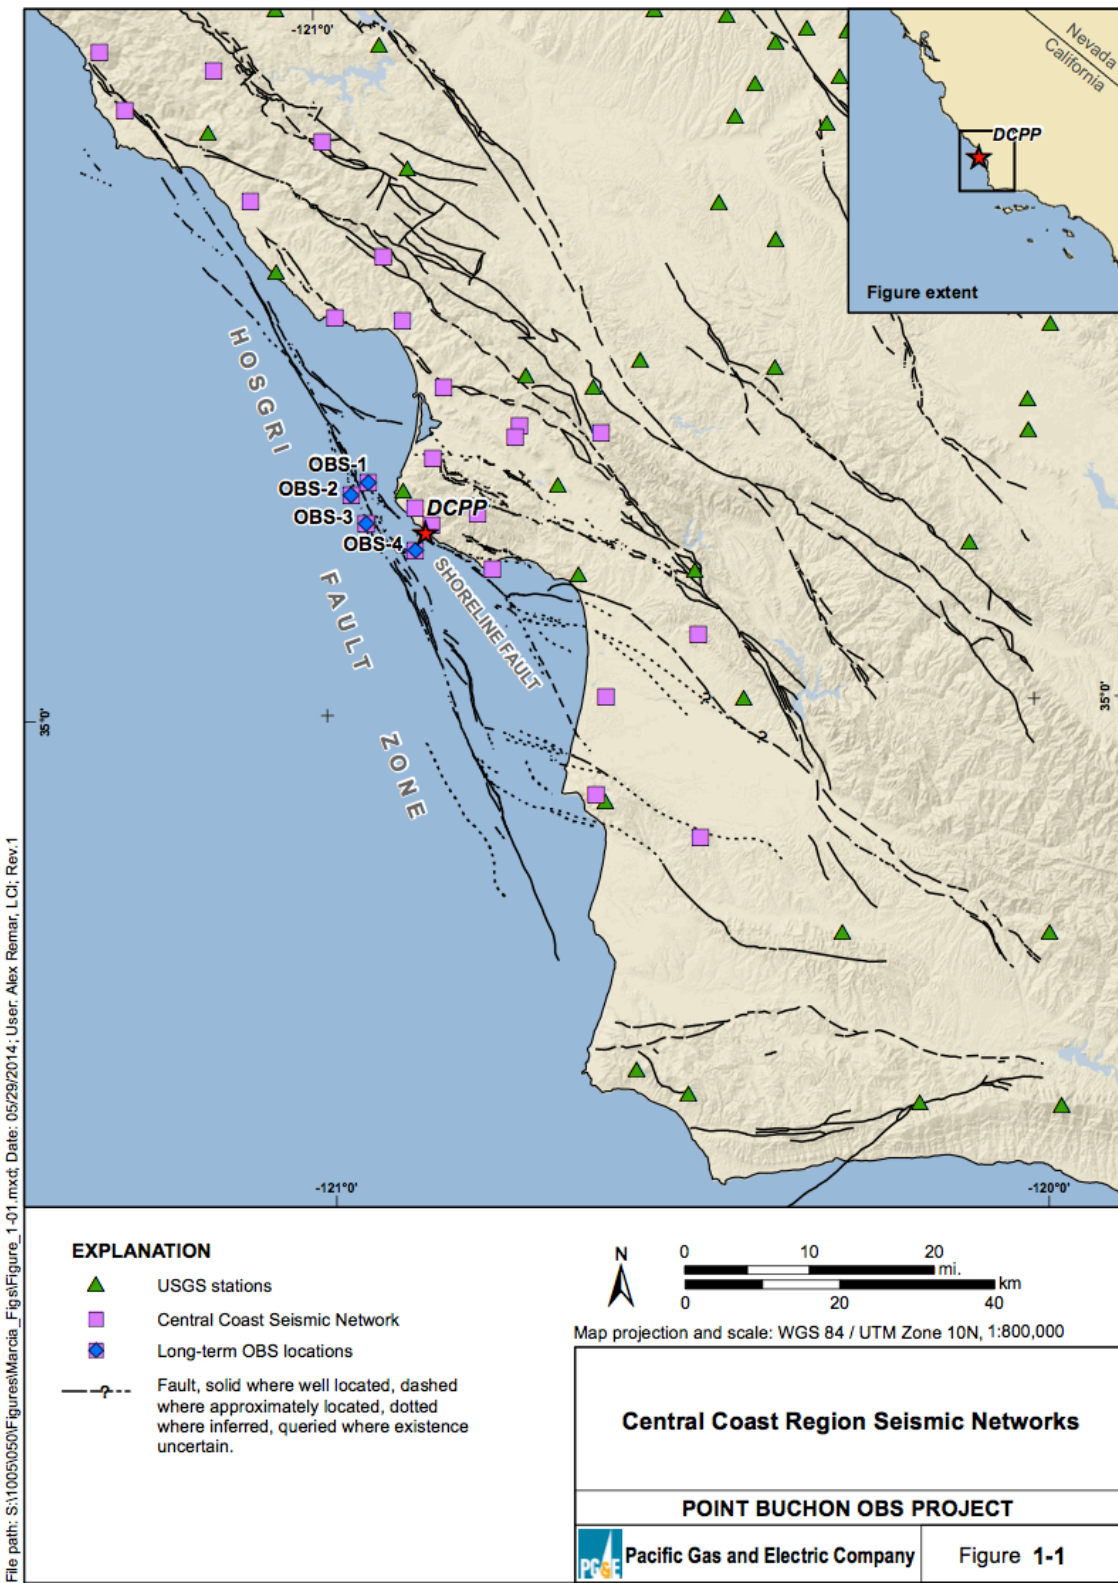 -121°0'
Nevada
California
DCPP
Figure extent
HOSGRI
FAULT
ZONE
OBS-1
OBS-2
OBS-3
OBS-4
DCPP
SHORELINE FAULT
?
?
35°0'
35°0'
-121°0'
-120°0'
File path: S:\1005\050\Figures\Marcia_Figs\Figure_1-01.mxd; Date: 05/29/2014; User: Alex Remar, LCI; Rev.1
EXPLANATION
USGS stations
Central Coast Seismic Network
Long-term OBS locations
?
Fault, solid where well located, dashed
where approximately located, dotted
where inferred, queried where existence
uncertain.
N
0 10 20
mi.
km
0 20 40
Map projection and scale: WGS 84 / UTM Zone 10N, 1:800,000
Central Coast Region Seismic Networks
POINT BUCHON OBS PROJECT
PG&E
Pacific Gas and Electric Company
Figure 1-1